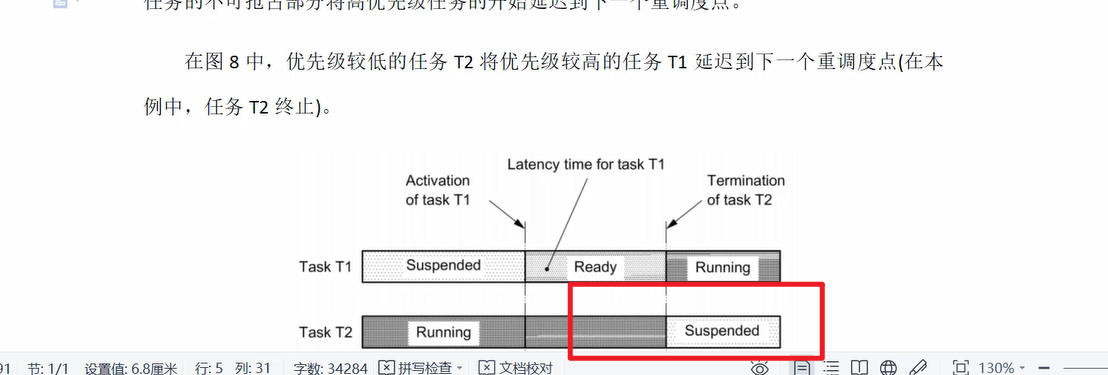 任务的不可抢占部分将高优先级任务的开始延迟到下一个重调度点。
在图 8 中，优先级较低的任务 T2 将优先级较高的任务 T1 延迟到下一个重调度点(在本
例中，任务 T2 终止)。
Latency time for task T1
Activation
of task T1
Termination
of task T2
Task T1
Suspended
Ready
Running
Task T2
Running
Suspended
91 节: 1/1 设置值: 6.8厘米 行: 5 列: 31 字数: 34284 拼写检查 文档校对 130%